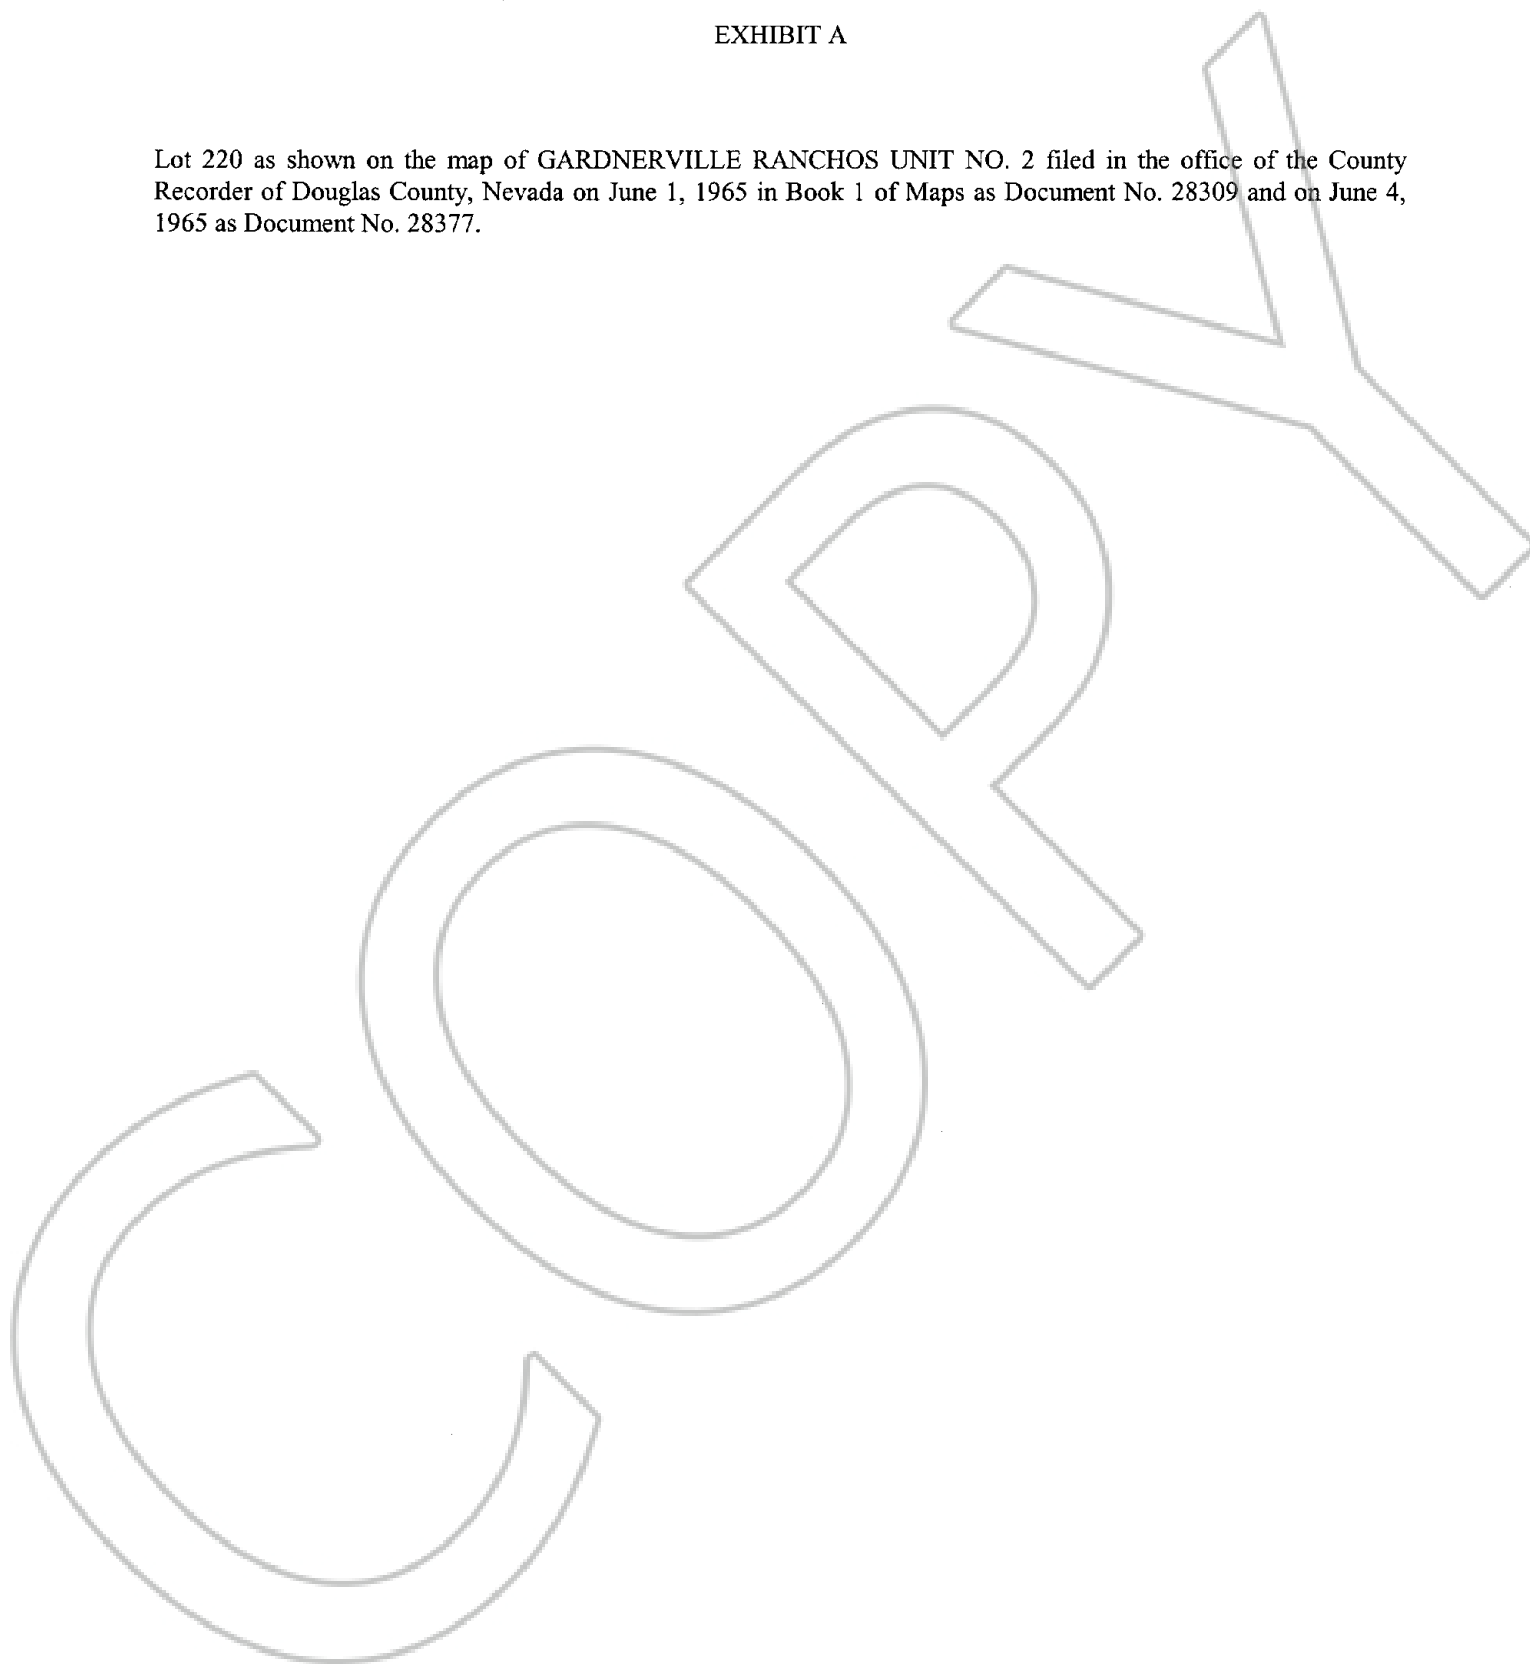 EXHIBIT A
Lot 220 as shown on the map of GARDNERVILLE RANCHOS UNIT NO. 2 filed in the office of the County
Recorder of Douglas County, Nevada on June 1, 1965 in Book 1 of Maps as Document No. 28309 and on June 4,
1965 as Document No. 28377.
COPY